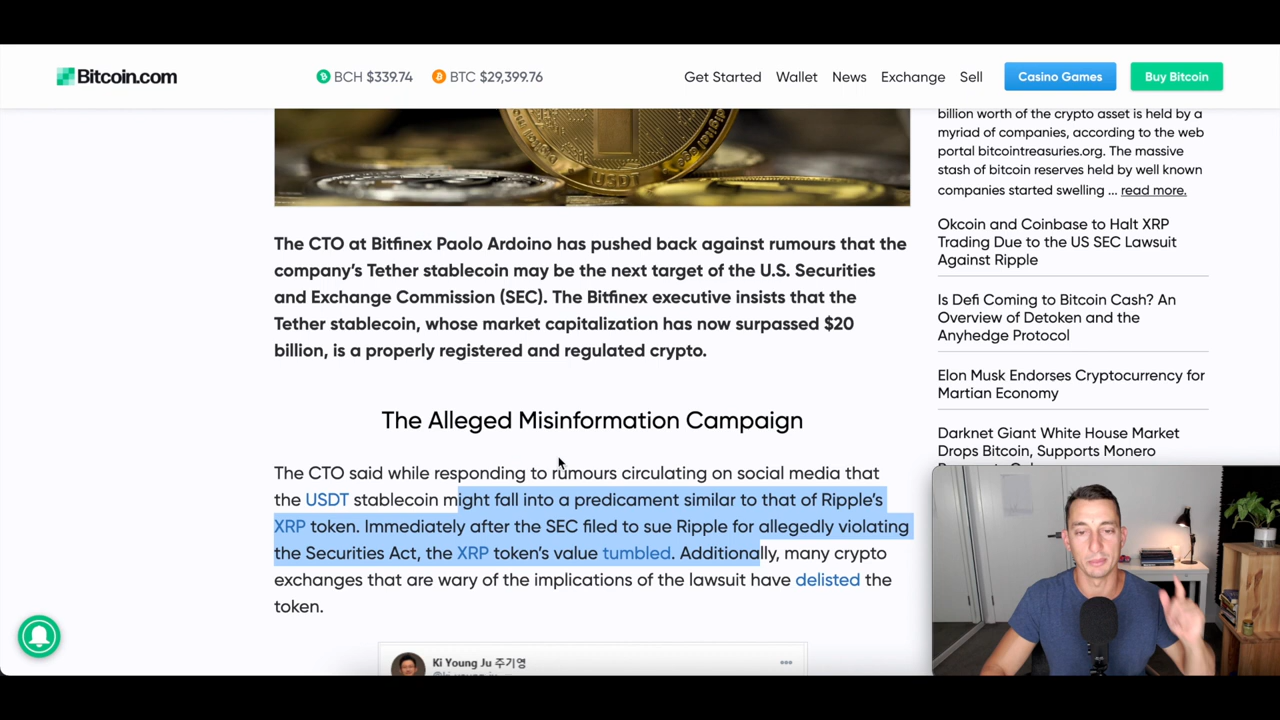 Bitcoin.com
BCH $339.74
BTC $29,399.76
Get Started
Wallet
News
Exchange
Sell
Casino Games
Buy Bitcoin
USDT
The CTO at Bitfinex Paolo Ardoino has pushed back against rumours that the
company's Tether stablecoin may be the next target of the U.S. Securities
and Exchange Commission (SEC). The Bitfinex executive insists that the
Tether stablecoin, whose market capitalization has now surpassed $20
billion, is a properly registered and regulated crypto.
The Alleged Misinformation Campaign
The CTO said while responding to rumours circulating on social media that
the USDT stablecoin might fall into a predicament similar to that of Ripple's
XRP token. Immediately after the SEC filed to sue Ripple for allegedly violating
the Securities Act, the XRP token's value tumbled. Additionally, many crypto
exchanges that are wary of the implications of the lawsuit have delisted the
token.
Ki Young Ju 주기영
billion worth of the crypto asset is held by a
myriad of companies, according to the web
portal bitcointreasuries.org. The massive
stash of bitcoin reserves held by well known
companies started swelling ... read more.
Okcoin and Coinbase to Halt XRP
Trading Due to the US SEC Lawsuit
Against Ripple
Is Defi Coming to Bitcoin Cash? An
Overview of Detoken and the
Anyhedge Protocol
Elon Musk Endorses Cryptocurrency for
Martian Economy
Darknet Giant White House Market
Drops Bitcoin, Supports Monero